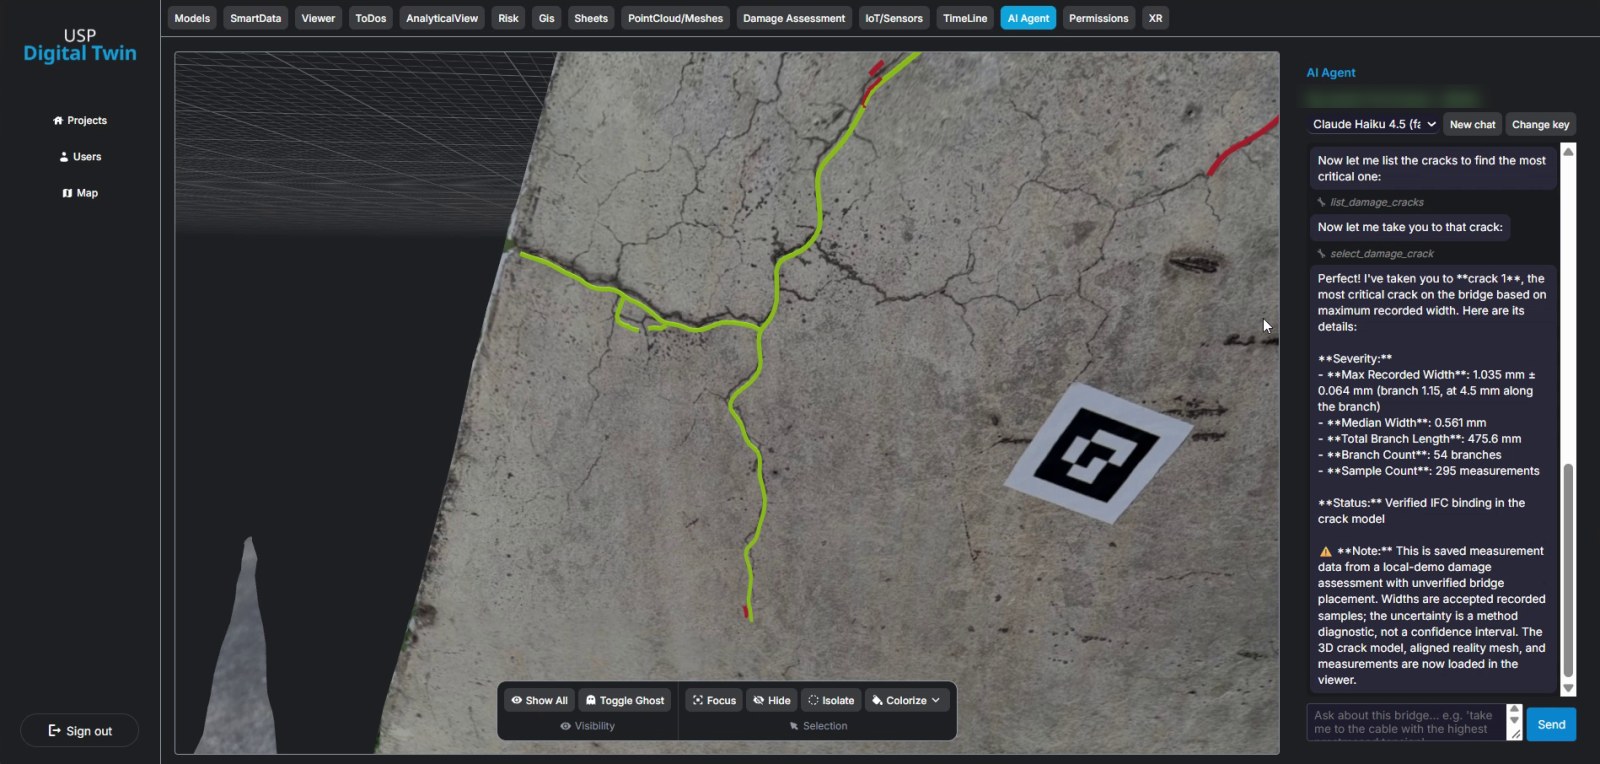 USP
Digital Twin
Projects
Users
Map
Sign out
Models SmartData Viewer ToDos AnalyticalView Risk Gis Sheets PointCloud/Meshes Damage Assessment IoT/Sensors TimeLine AI Agent Permissions XR
Show All Toggle Ghost Focus Hide Isolate Colorize
Visibility Selection
AI Agent
Claude Haiku 4.5 (fa New chat Change key
Now let me list the cracks to find the most
critical one:
list_damage_cracks
Now let me take you to that crack:
select_damage_crack
Perfect! I've taken you to **crack 1**, the
most critical crack on the bridge based on
maximum recorded width. Here are its
details:
**Severity:**
- **Max Recorded Width**: 1.035 mm ±
0.064 mm (branch 1.15, at 4.5 mm along
the branch)
- **Median Width**: 0.561 mm
- **Total Branch Length**: 475.6 mm
- **Branch Count**: 54 branches
- **Sample Count**: 295 measurements
**Status:** Verified IFC binding in the
crack model
⚠️ **Note:** This is saved measurement
data from a local-demo damage
assessment with unverified bridge
placement. Widths are accepted recorded
samples; the uncertainty is a method
diagnostic, not a confidence interval. The
3D crack model, aligned reality mesh, and
measurements are now loaded in the
viewer.
Ask about this bridge... e.g. 'take
me to the cable with the highest
Send